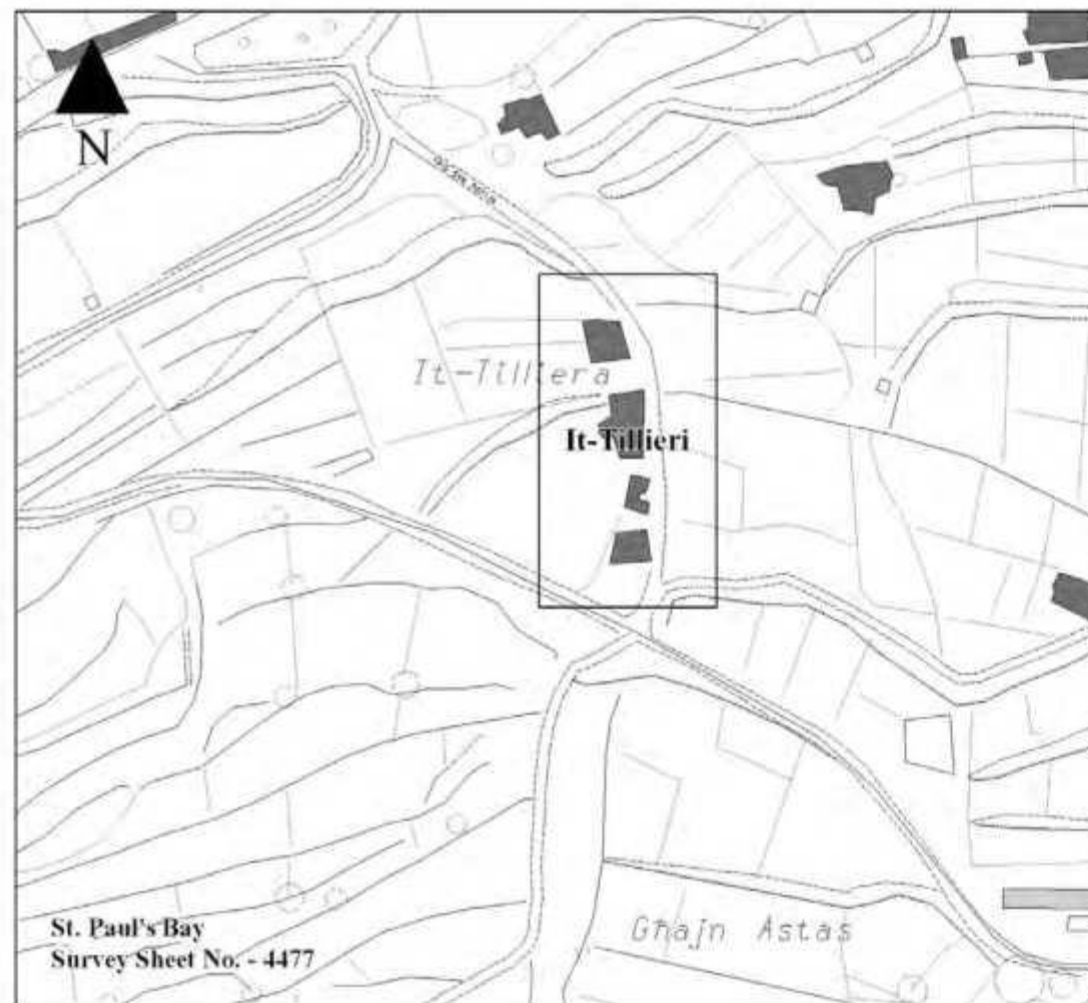 N
It-Tilliera
It-Tillieri
Għajn Astas
St. Paul's Bay
Survey Sheet No. - 4477